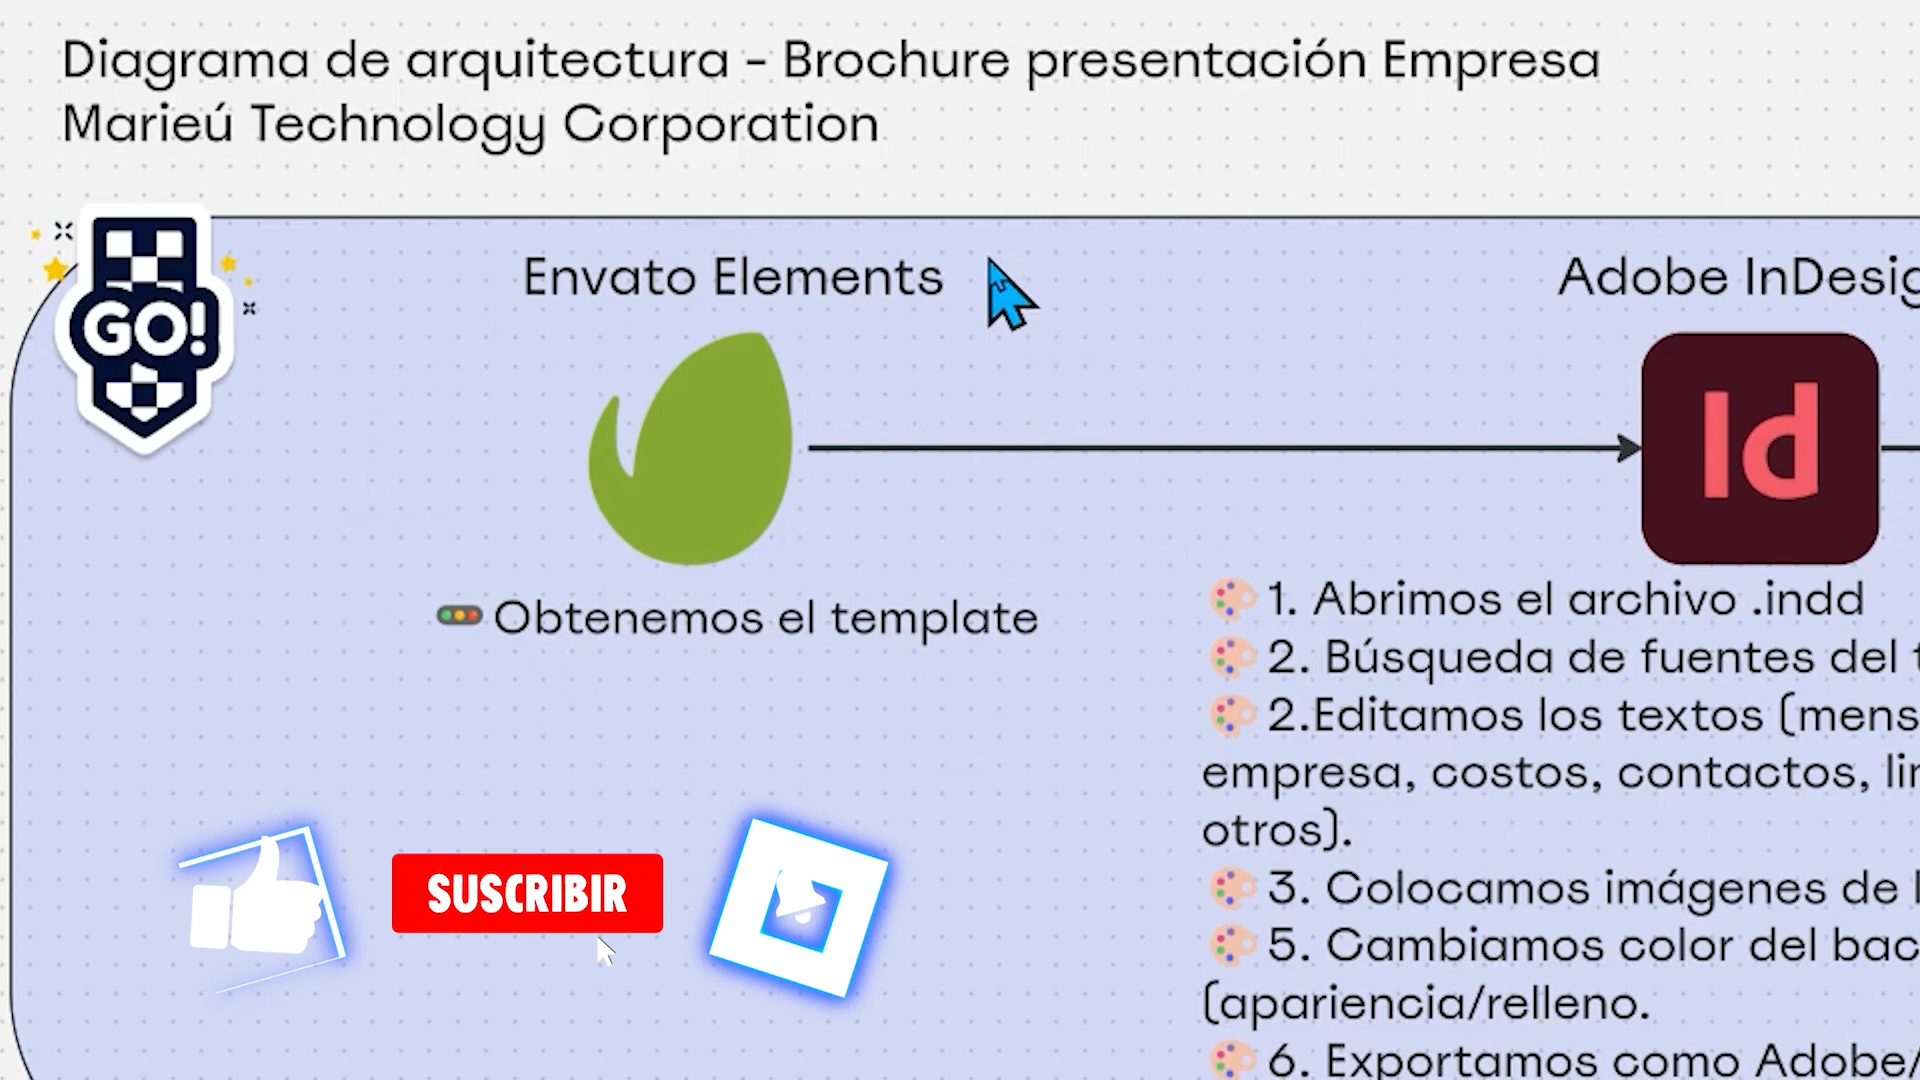 Diagrama de arquitectura - Brochure presentación Empresa
Marieú Technology Corporation
GO!
Envato Elements
Adobe InDesig
Id
Obtenemos el template
1. Abrimos el archivo .indd
2. Búsqueda de fuentes del t
2.Editamos los textos (mens
empresa, costos, contactos, lin
otros).
3. Colocamos imágenes de l
5. Cambiamos color del bac
(apariencia/relleno.
6. Exportamos como Adobe/
SUSCRIBIR